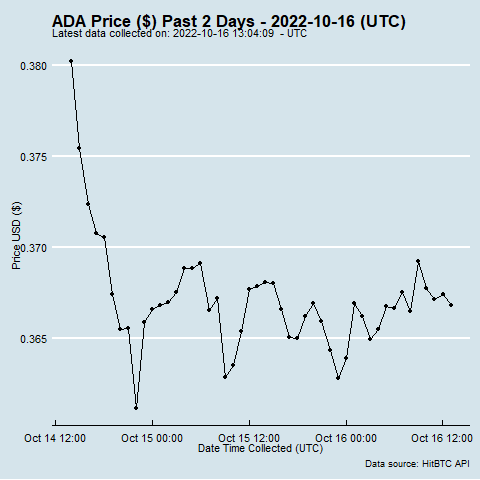 ADA Price ($) Past 2 Days - 2022-10-16 (UTC)
Latest data collected on: 2022-10-16 13:04:09 - UTC
0.380
0.375
0.370
0.365
Price USD ($)
Oct 14 12:00 Oct 15 00:00 Oct 15 12:00 Oct 16 00:00 Oct 16 12:00
Date Time Collected (UTC)
Data source: HitBTC API